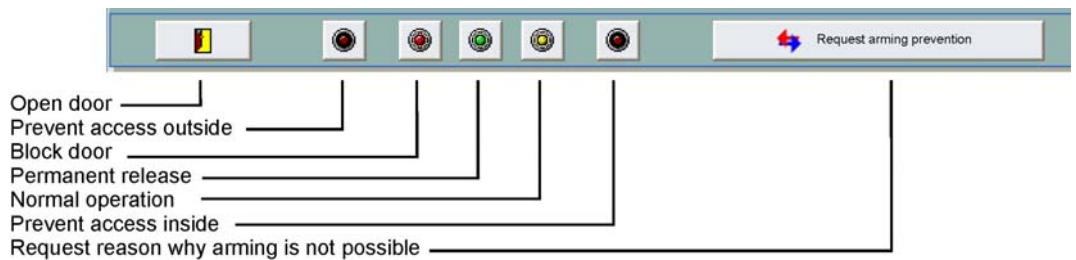 Request arming prevention
Open door
Prevent access outside
Block door
Permanent release
Normal operation
Prevent access inside
Request reason why arming is not possible